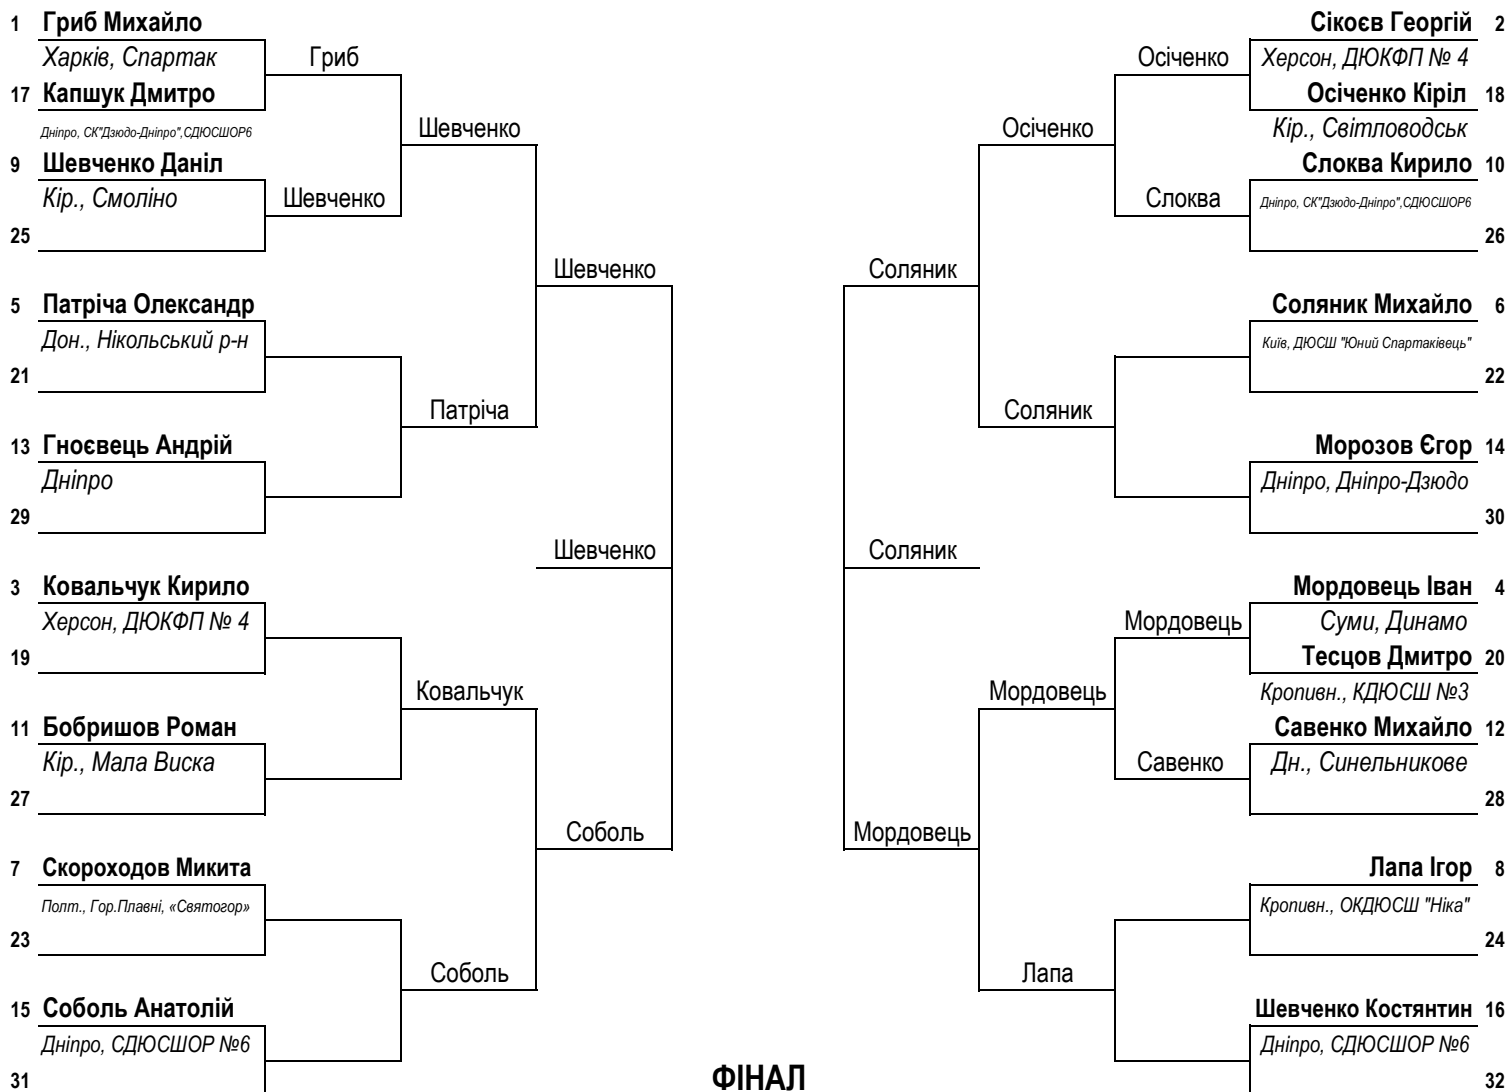 1 Гриб Михайло
Харків, Спартак
Гриб
17 Капшук Дмитро
Дніпро, СК"Дзюдо-Дніпро",СДЮСШОР6
Шевченко
9 Шевченко Даніл
Кір., Смоліно
Шевченко
25
Шевченко
5 Патріча Олександр
Дон., Нікольський р-н
21
Патріча
13 Гноєвець Андрій
Дніпро
29
Шевченко
3 Ковальчук Кирило
Херсон, ДЮКФП № 4
19
Ковальчук
11 Бобришов Роман
Кір., Мала Виска
27
Соболь
7 Скороходов Микита
Полт., Гор.Плавні, «Святогор»
23
Соболь
15 Соболь Анатолій
Дніпро, СДЮСШОР №6
31
Сікоєв Георгій 2
Осіченко
Херсон, ДЮКФП № 4
Осіченко Кіріл 18
Осіченко
Кір., Світловодськ
Слоква Кирило 10
Слоква
Дніпро, СК"Дзюдо-Дніпро",СДЮСШОР6
26
Соляник
Соляник Михайло 6
Київ, ДЮСШ "Юний Спартаківець"
22
Соляник
Морозов Єгор 14
Дніпро, Дніпро-Дзюдо
30
Соляник
Мордовець Іван 4
Мордовець
Суми, Динамо
Тесцов Дмитро 20
Мордовець
Кропивн., КДЮСШ №3
Савенко Михайло 12
Савенко
Дн., Синельникове
28
Мордовець
Лапа Ігор 8
Кропивн., ОКДЮСШ "Ніка"
24
Лапа
Шевченко Костянтин 16
Дніпро, СДЮСШОР №6
32
ФІНАЛ